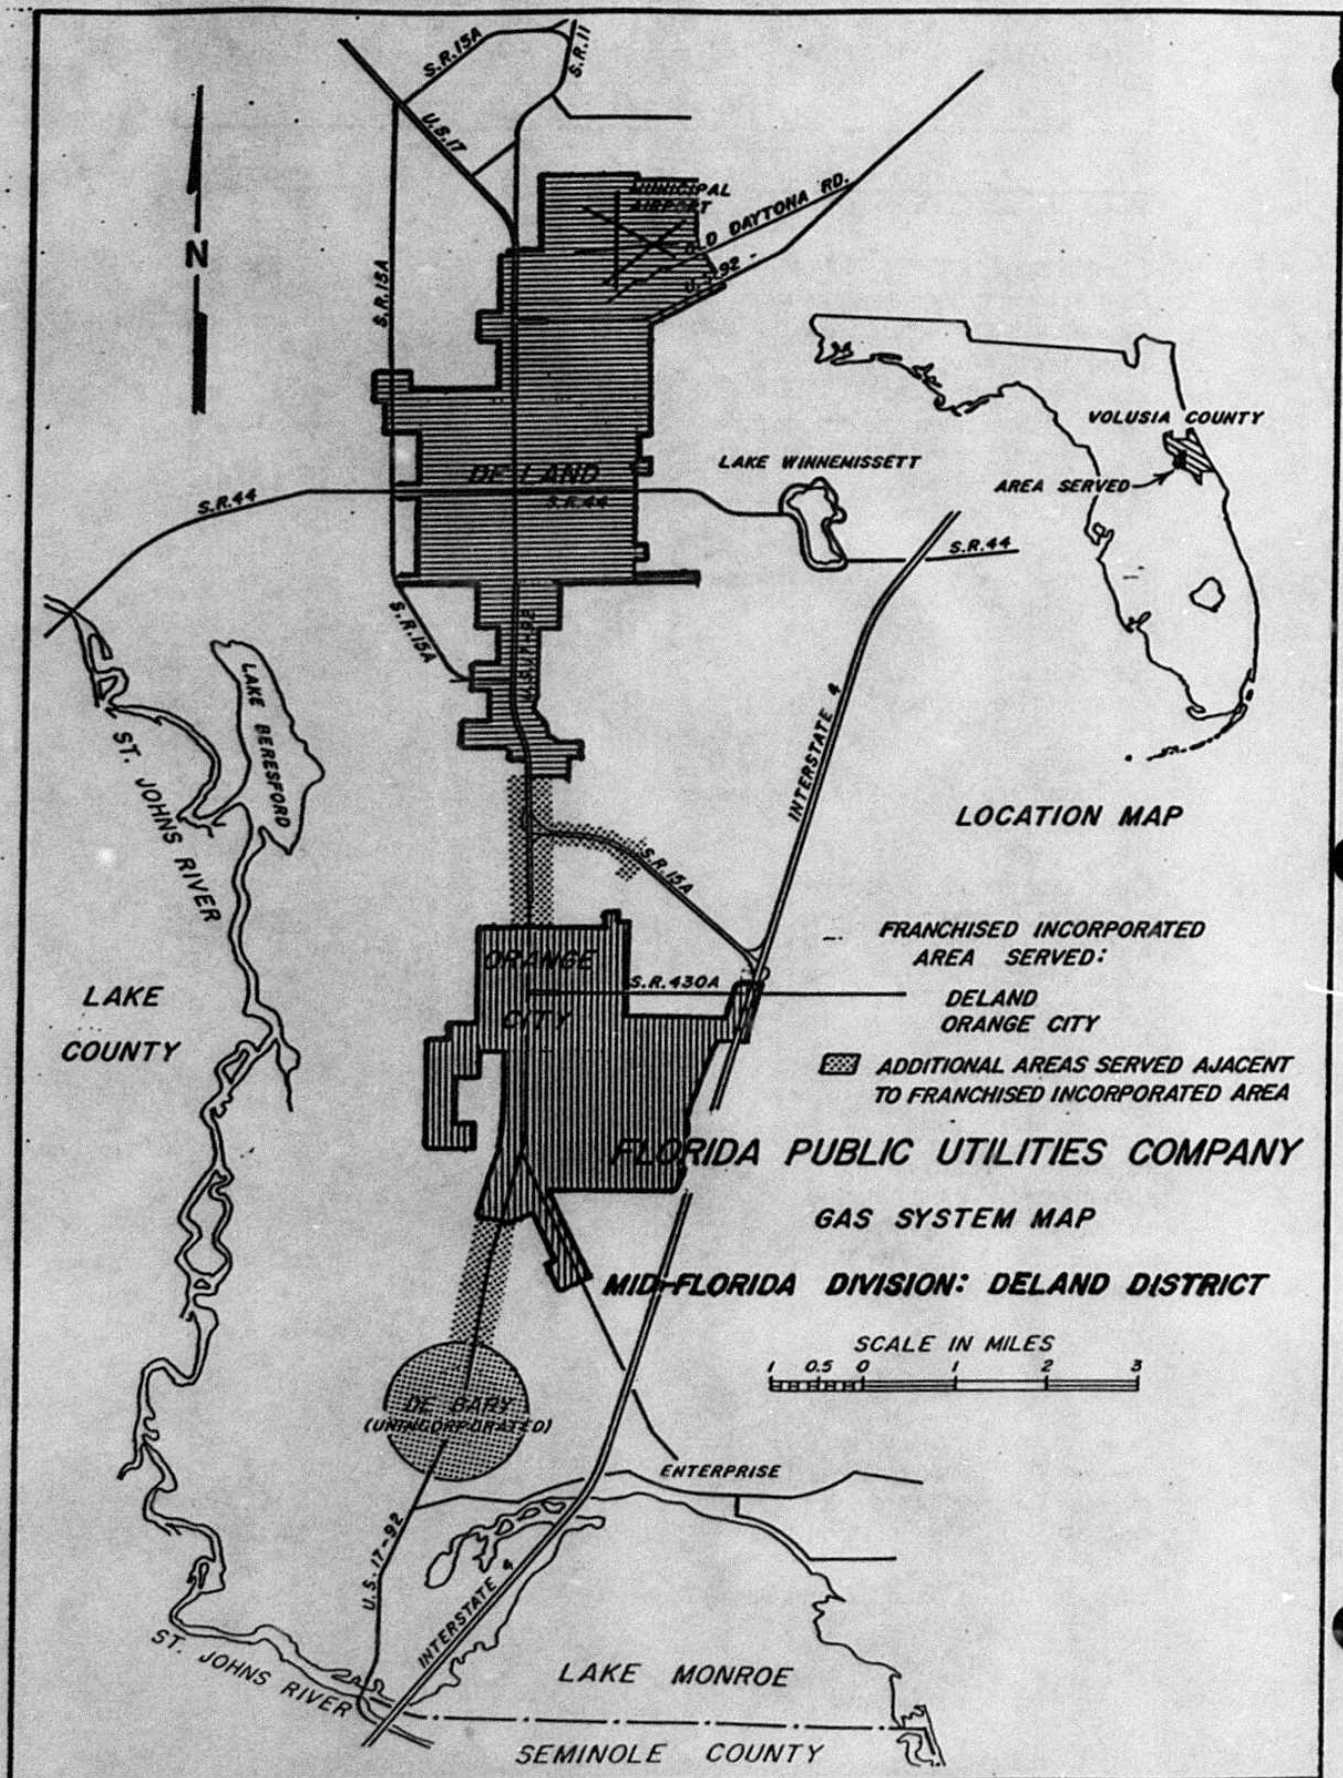 S.R.15A
S.R.11
U.S.17
MUNICIPAL
AIRPORT
OLD DAYTONA RD.
U.S. 92
N
S.R.15A
VOLUSIA COUNTY
AREA SERVED
LAKE WINNEMISSETT
DE LAND
S.R.44
S.R.44
S.R.44
S.R.15A
U.S.17-92
LAKE BERESFORD
ST. JOHNS RIVER
INTERSTATE 4
LOCATION MAP
S.R.15A
FRANCHISED INCORPORATED
AREA SERVED:
DELAND
ORANGE CITY
ORANGE
CITY
S.R.430A
LAKE
COUNTY
ADDITIONAL AREAS SERVED AJACENT
TO FRANCHISED INCORPORATED AREA
FLORIDA PUBLIC UTILITIES COMPANY
GAS SYSTEM MAP
MID-FLORIDA DIVISION: DELAND DISTRICT
SCALE IN MILES
1 0.5 0 1 2 3
DE BARY
(UNINCORPORATED)
ENTERPRISE
U.S. 17-92
INTERSTATE 4
ST. JOHNS RIVER
LAKE MONROE
SEMINOLE COUNTY